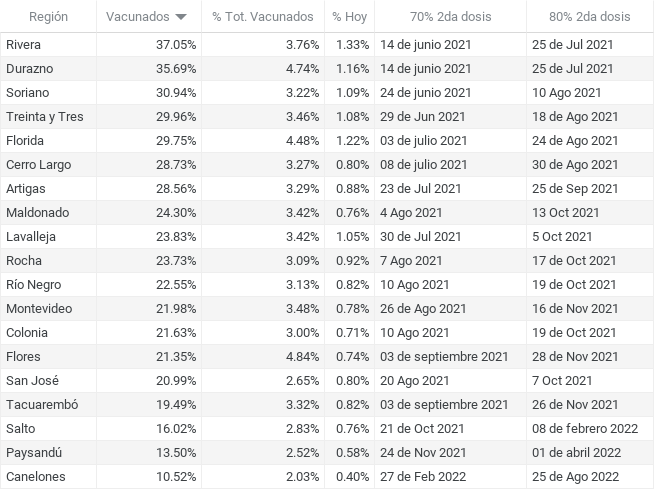 Región Vacunados % Tot. Vacunados % Hoy 70% 2da dosis 80% 2da dosis
Rivera 37.05% 3.76% 1.33% 14 de junio 2021 25 de Jul 2021
Durazno 35.69% 4.74% 1.16% 14 de junio 2021 25 de Jul 2021
Soriano 30.94% 3.22% 1.09% 24 de junio 2021 10 Ago 2021
Treinta y Tres 29.96% 3.46% 1.08% 29 de Jun 2021 18 de Ago 2021
Florida 29.75% 4.48% 1.22% 03 de julio 2021 24 de Ago 2021
Cerro Largo 28.73% 3.27% 0.80% 08 de julio 2021 30 de Ago 2021
Artigas 28.56% 3.29% 0.88% 23 de Jul 2021 25 de Sep 2021
Maldonado 24.30% 3.42% 0.76% 4 Ago 2021 13 Oct 2021
Lavalleja 23.83% 3.42% 1.05% 30 de Jul 2021 5 Oct 2021
Rocha 23.73% 3.09% 0.92% 7 Ago 2021 17 de Oct 2021
Río Negro 22.55% 3.13% 0.82% 10 Ago 2021 19 de Oct 2021
Montevideo 21.98% 3.48% 0.78% 26 de Ago 2021 16 de Nov 2021
Colonia 21.63% 3.00% 0.71% 10 Ago 2021 19 de Oct 2021
Flores 21.35% 4.84% 0.74% 03 de septiembre 2021 28 de Nov 2021
San José 20.99% 2.65% 0.80% 20 Ago 2021 7 Oct 2021
Tacuarembó 19.49% 3.32% 0.82% 03 de septiembre 2021 26 de Nov 2021
Salto 16.02% 2.83% 0.76% 21 de Oct 2021 08 de febrero 2022
Paysandú 13.50% 2.52% 0.58% 24 de Nov 2021 01 de abril 2022
Canelones 10.52% 2.03% 0.40% 27 de Feb 2022 25 de Ago 2022